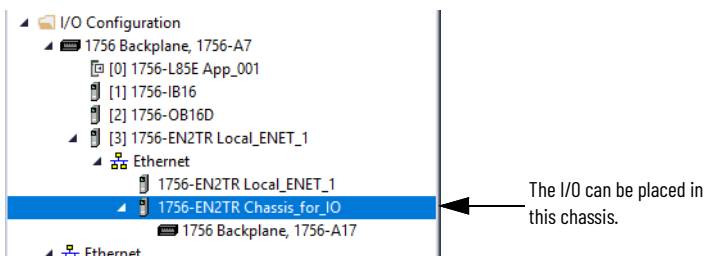 I/O Configuration
1756 Backplane, 1756-A7
[0] 1756-L85E App_001
[1] 1756-IB16
[2] 1756-OB16D
[3] 1756-EN2TR Local_ENET_1
Ethernet
1756-EN2TR Local_ENET_1
1756-EN2TR Chassis_for_IO
1756 Backplane, 1756-A17
Ethernet
The I/O can be placed in
this chassis.